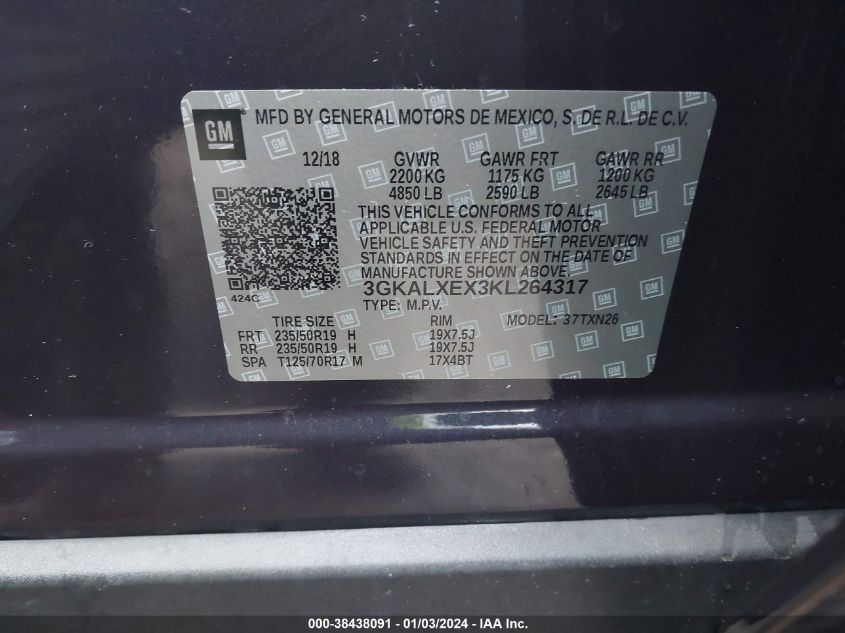 GM MFD BY GENERAL MOTORS DE MEXICO, S. DE R.L. DE C.V.
12/18 GVWR GAWR FRT GAWR RR
2200 KG 1175 KG 1200 KG
4850 LB 2590 LB 2645 LB
THIS VEHICLE CONFORMS TO ALL
APPLICABLE U.S. FEDERAL MOTOR
VEHICLE SAFETY AND THEFT PREVENTION
STANDARDS IN EFFECT ON THE DATE OF
MANUFACTURE SHOWN ABOVE.
424C 3GKALXEX3KL264317
TYPE: M.P.V.
TIRE SIZE RIM MODEL: 37TXN26
FRT 235/50R19 H 19X7.5J
RR 235/50R19 H 19X7.5J
SPA T125/70R17 M 17X4BT
000-38438091 - 01/03/2024 - IAA Inc.